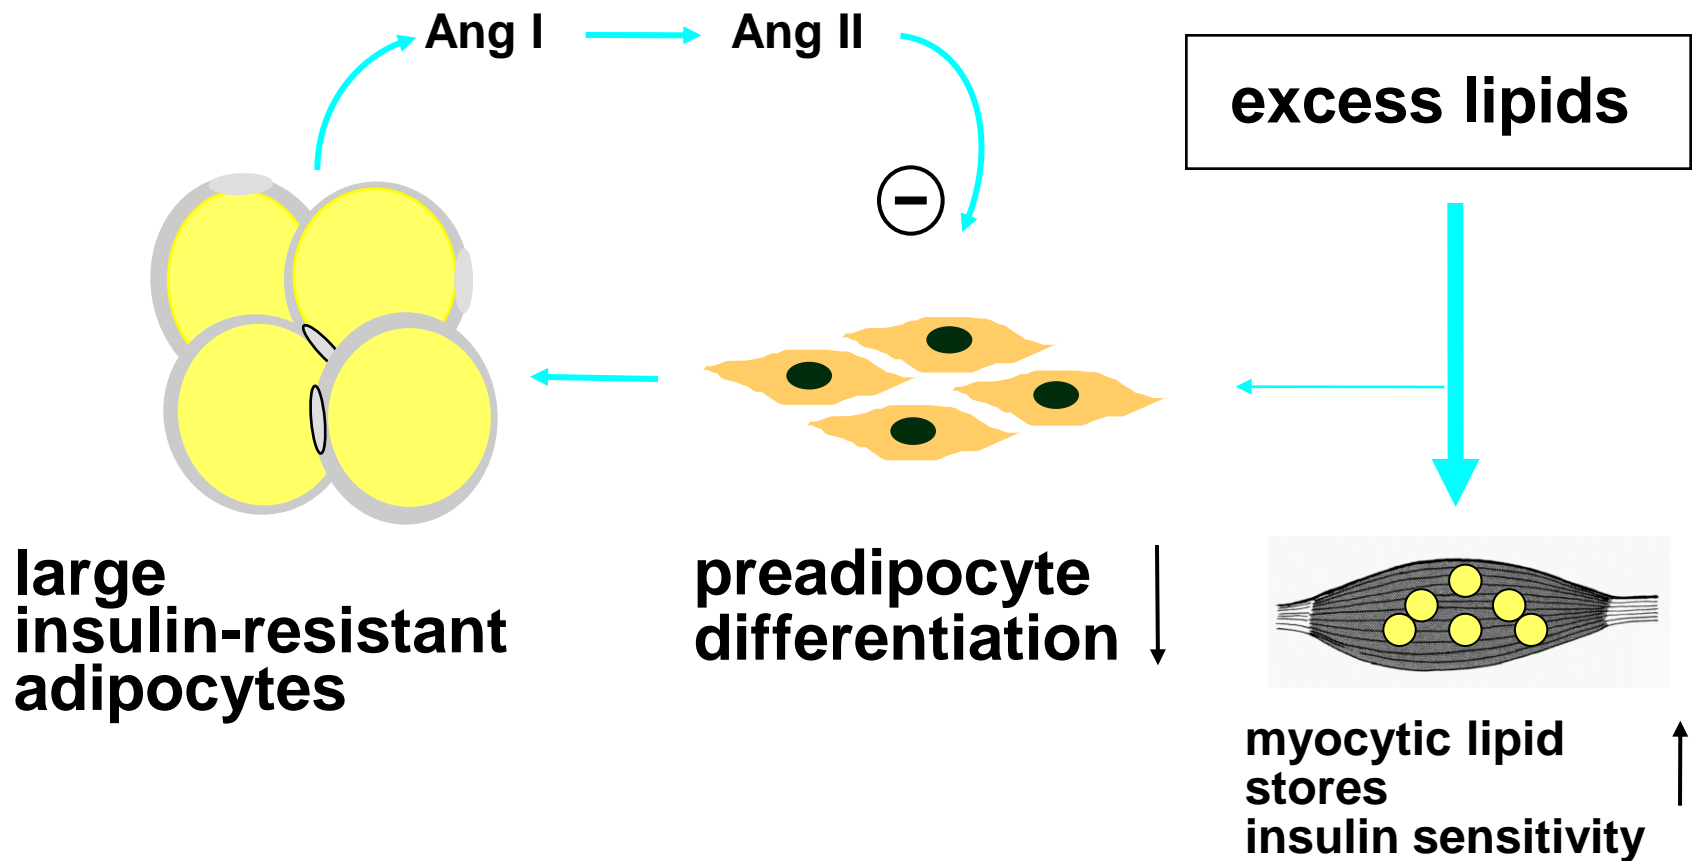 Ang I
Ang II
excess lipids
−
large
insulin-resistant
adipocytes
preadipocyte
differentiation
myocytic lipid
stores
insulin sensitivity